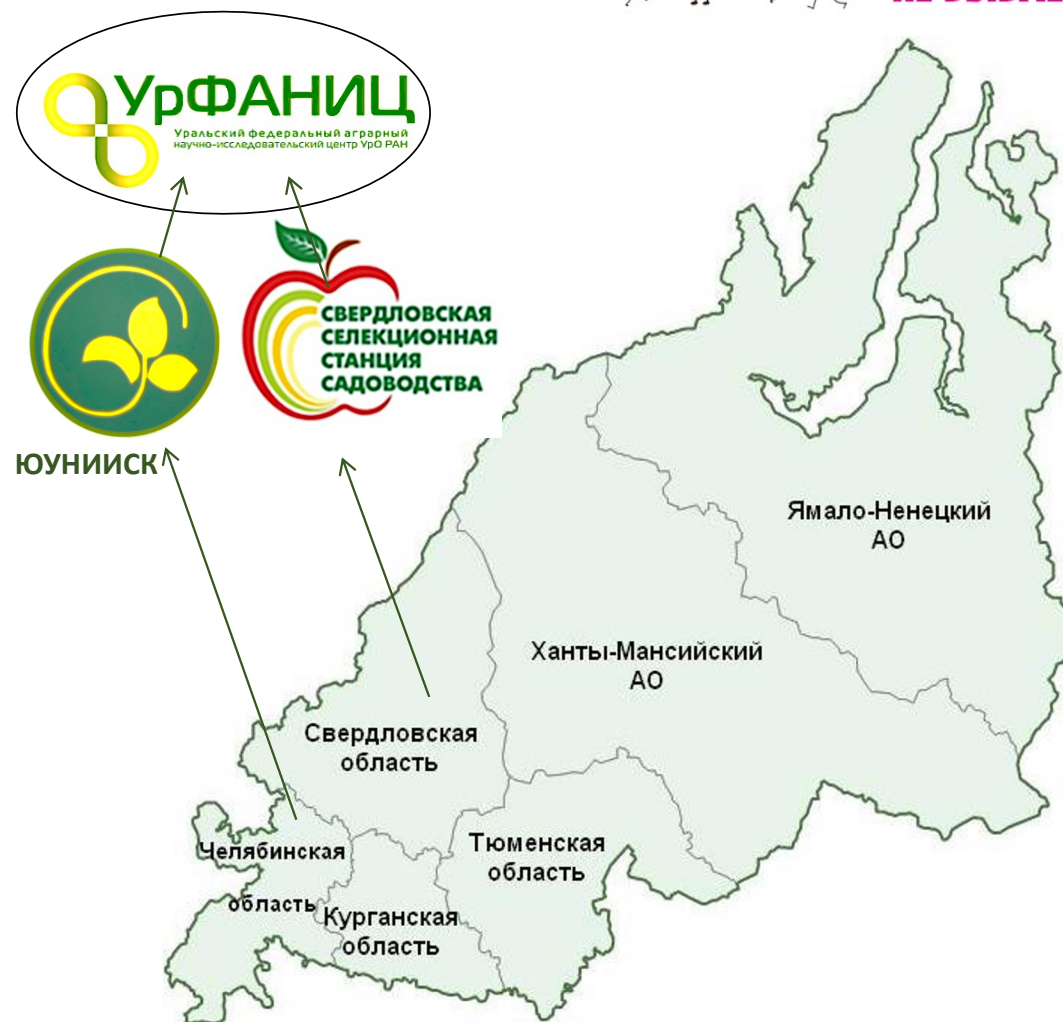 УрФАНИЦ
Уральский федеральный аграрный
научно-исследовательский центр УрО РАН
СВЕРДЛОВСКАЯ
СЕЛЕКЦИОННАЯ
СТАНЦИЯ
САДОВОДСТВА
ЮУНИИСК
Ямало-Ненецкий
АО
Ханты-Мансийский
АО
Свердловская
область
Тюменская
область
Челябинская
область
Курганская
область